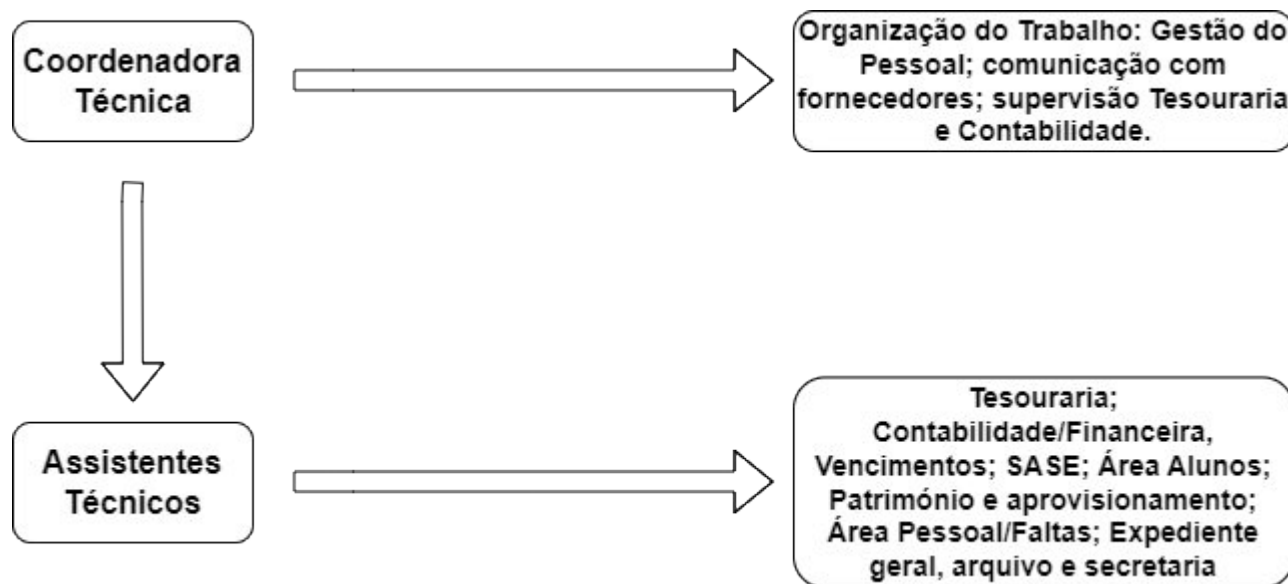 Coordenadora
Técnica
Organização do Trabalho: Gestão do
Pessoal; comunicação com
fornecedores; supervisão Tesouraria
e Contabilidade.
Assistentes
Técnicos
Tesouraria;
Contabilidade/Financeira,
Vencimentos; SASE; Área Alunos;
Património e aprovisionamento;
Área Pessoal/Faltas; Expediente
geral, arquivo e secretaria